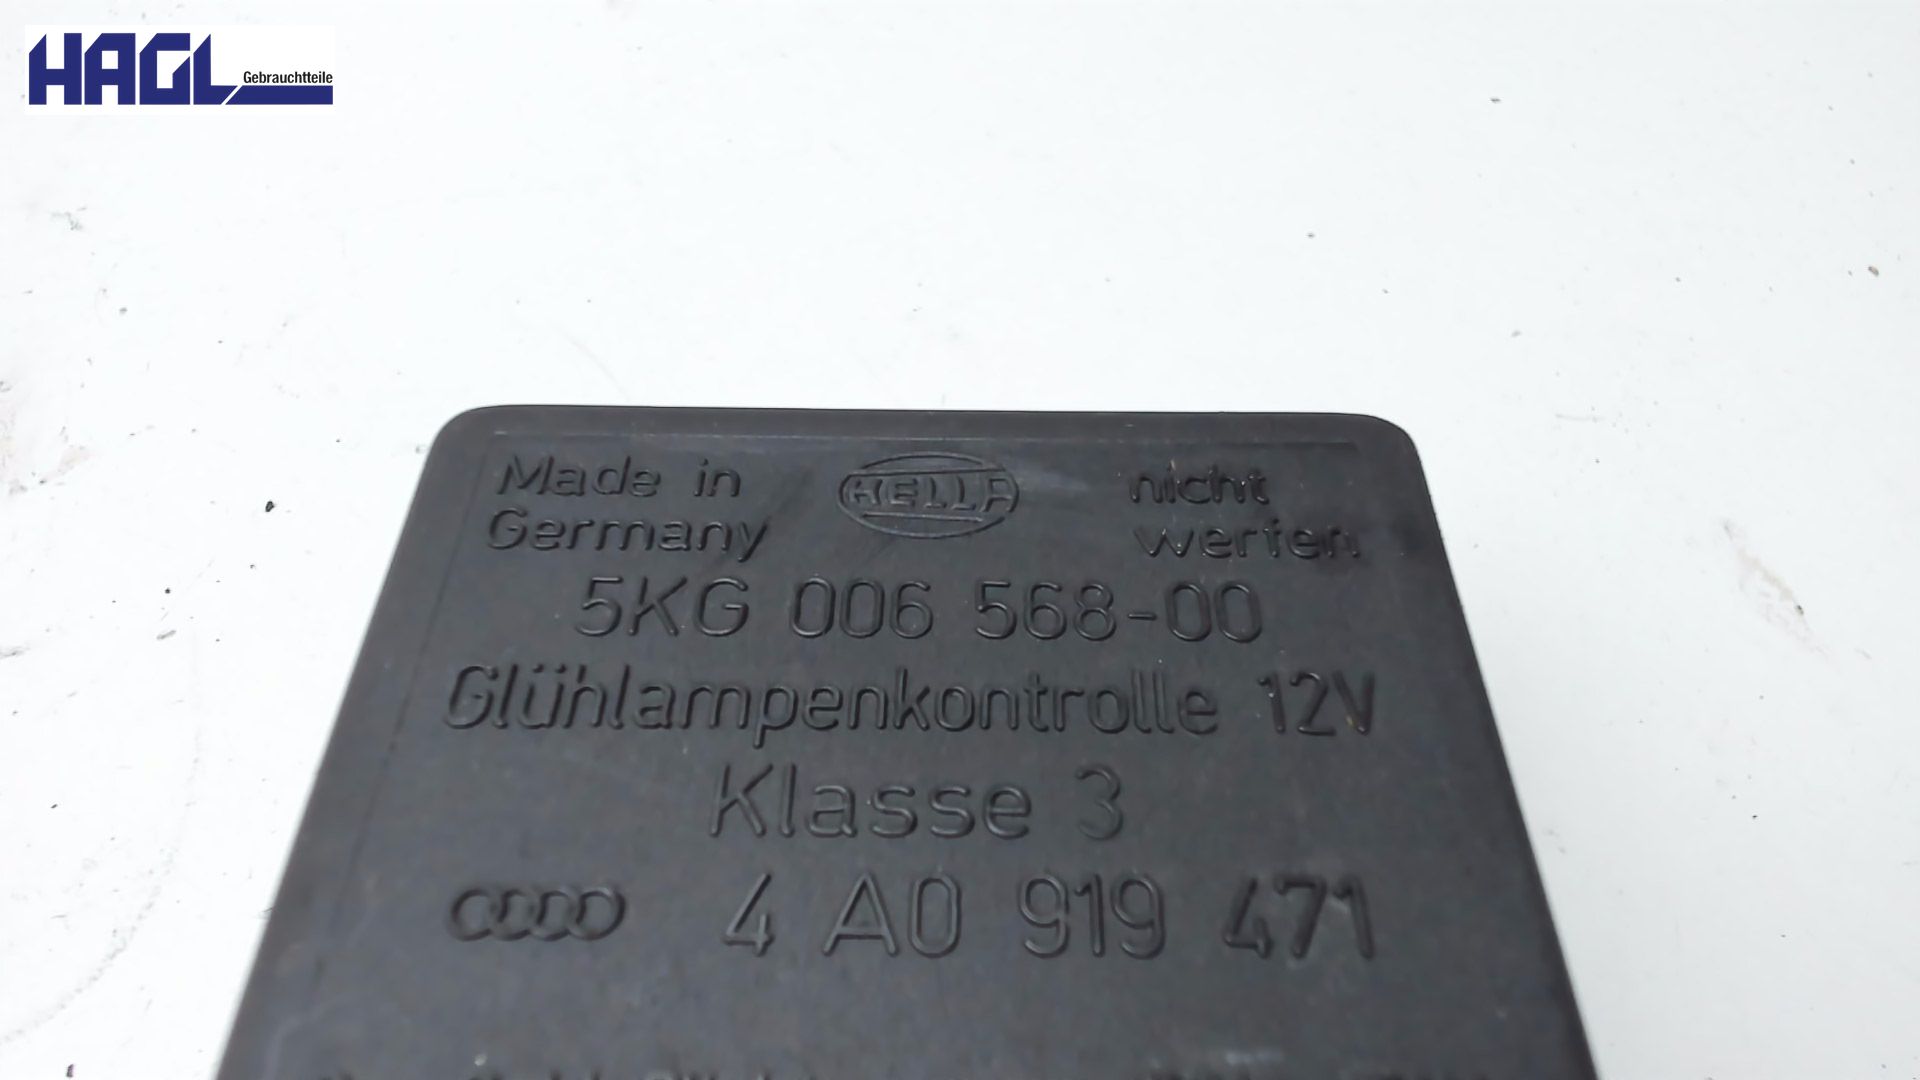 HAGL
Gebrauchtteile
Made in HELLA nicht
Germany werfen
5KG 006 568-00
Glühlampenkontrolle 12V
Klasse 3
4 A0 919 471